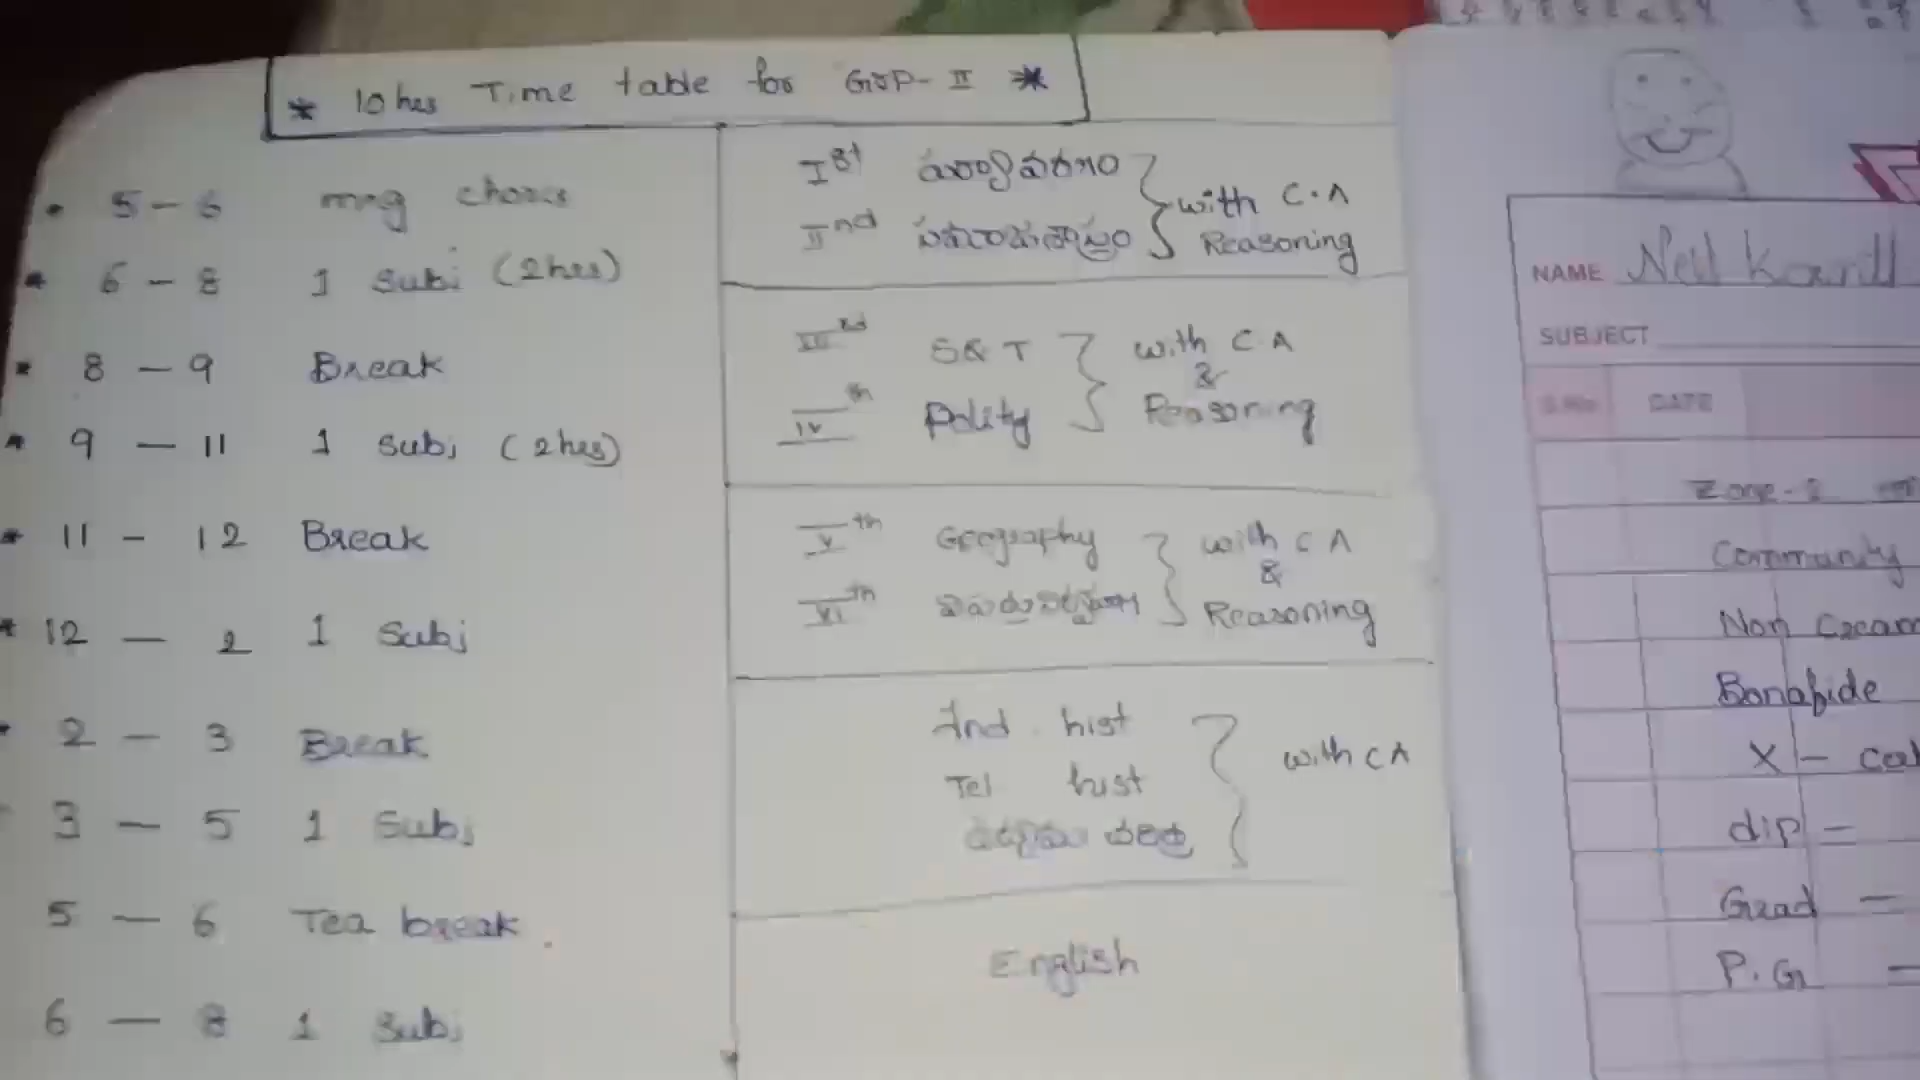 * 10 hrs Time table for GrP-II *
• 5 - 6 mrg chores
* 6 - 8 1 Subj (2hrs)
* 8 - 9 Break
* 9 - 11 1 subj (2hrs)
* 11 - 12 Break
* 12 - 2 1 Subj
• 2 - 3 Break
3 - 5 1 Subj
5 - 6 Tea break.
6 - 8 1 Subj
Ist
IInd
with C.A
Reasoning
IIIrd S&T
IVth Polity
with C.A
&
Reasoning
Vth Geography
VIth
with CA
&
Reasoning
Ind. hist
Tel hist
చరిత్ర
with CA
English
NAME
SUBJECT
S.No. DATE
Zone-2
Community
Non
Bonafide
X -
dip =
Grad -
P.G -